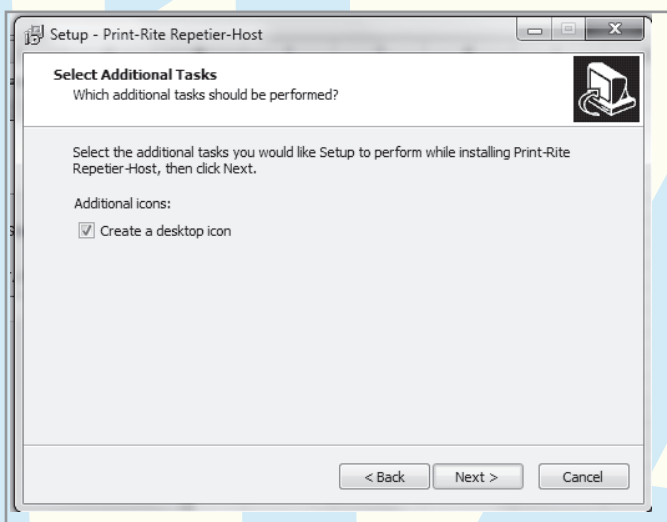 Setup - Print-Rite Repetier-Host
Select Additional Tasks
Which additional tasks should be performed?
Select the additional tasks you would like Setup to perform while installing Print-Rite
Repetier-Host, then click Next.
Additional icons:
Create a desktop icon
< Back
Next >
Cancel